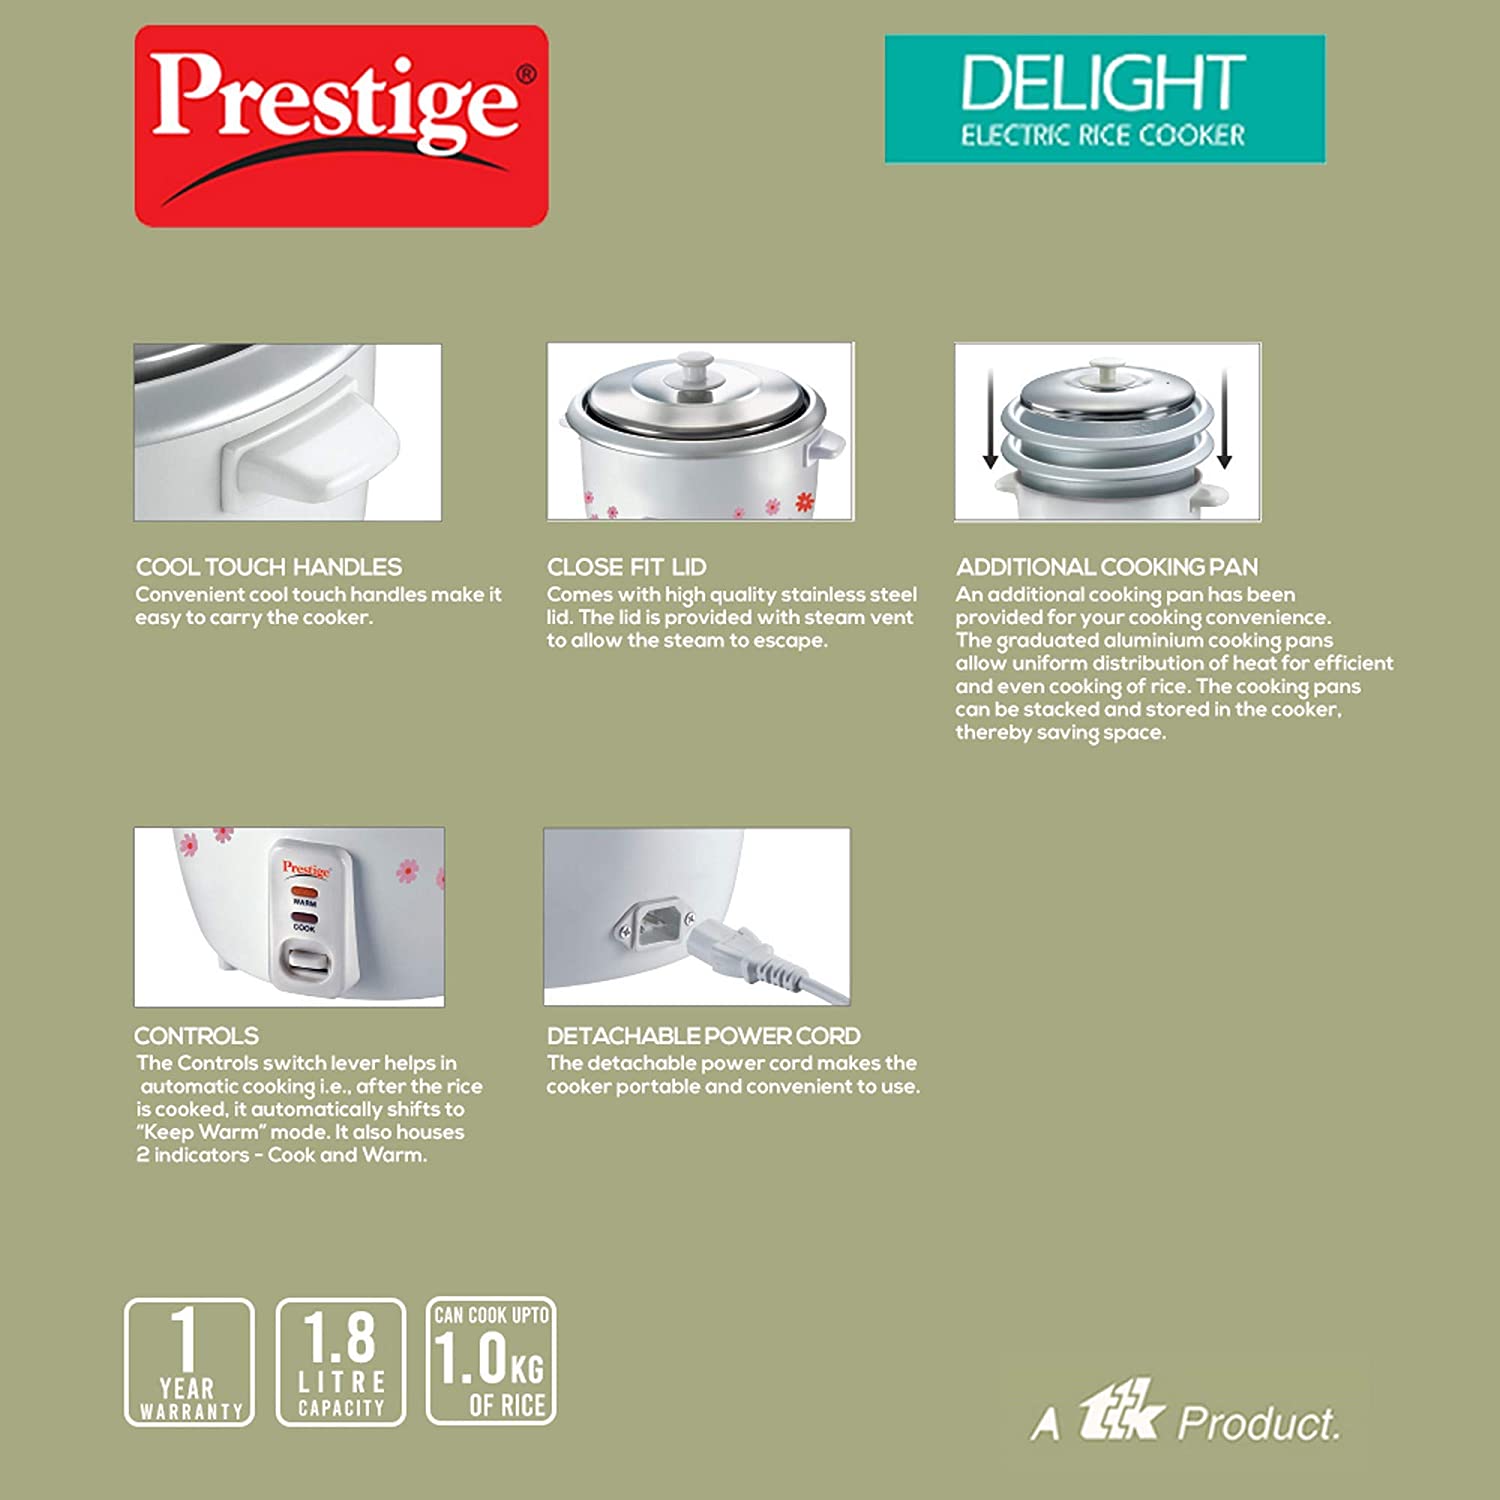 Prestige®
DELIGHT
ELECTRIC RICE COOKER
COOL TOUCH HANDLES
Convenient cool touch handles make it
easy to carry the cooker.
CLOSE FIT LID
Comes with high quality stainless steel
lid. The lid is provided with steam vent
to allow the steam to escape.
ADDITIONAL COOKING PAN
An additional cooking pan has been
provided for your cooking convenience.
The graduated aluminium cooking pans
allow uniform distribution of heat for efficient
and even cooking of rice. The cooking pans
can be stacked and stored in the cooker,
thereby saving space.
Prestige
WARM
COOK
CONTROLS
The Controls switch lever helps in
automatic cooking i.e., after the rice
is cooked, it automatically shifts to
"Keep Warm" mode. It also houses
2 indicators - Cook and Warm.
DETACHABLE POWER CORD
The detachable power cord makes the
cooker portable and convenient to use.
1
YEAR
WARRANTY
1.8
LITRE
CAPACITY
CAN COOK UPTO
1.0KG
OF RICE
A ttk Product.